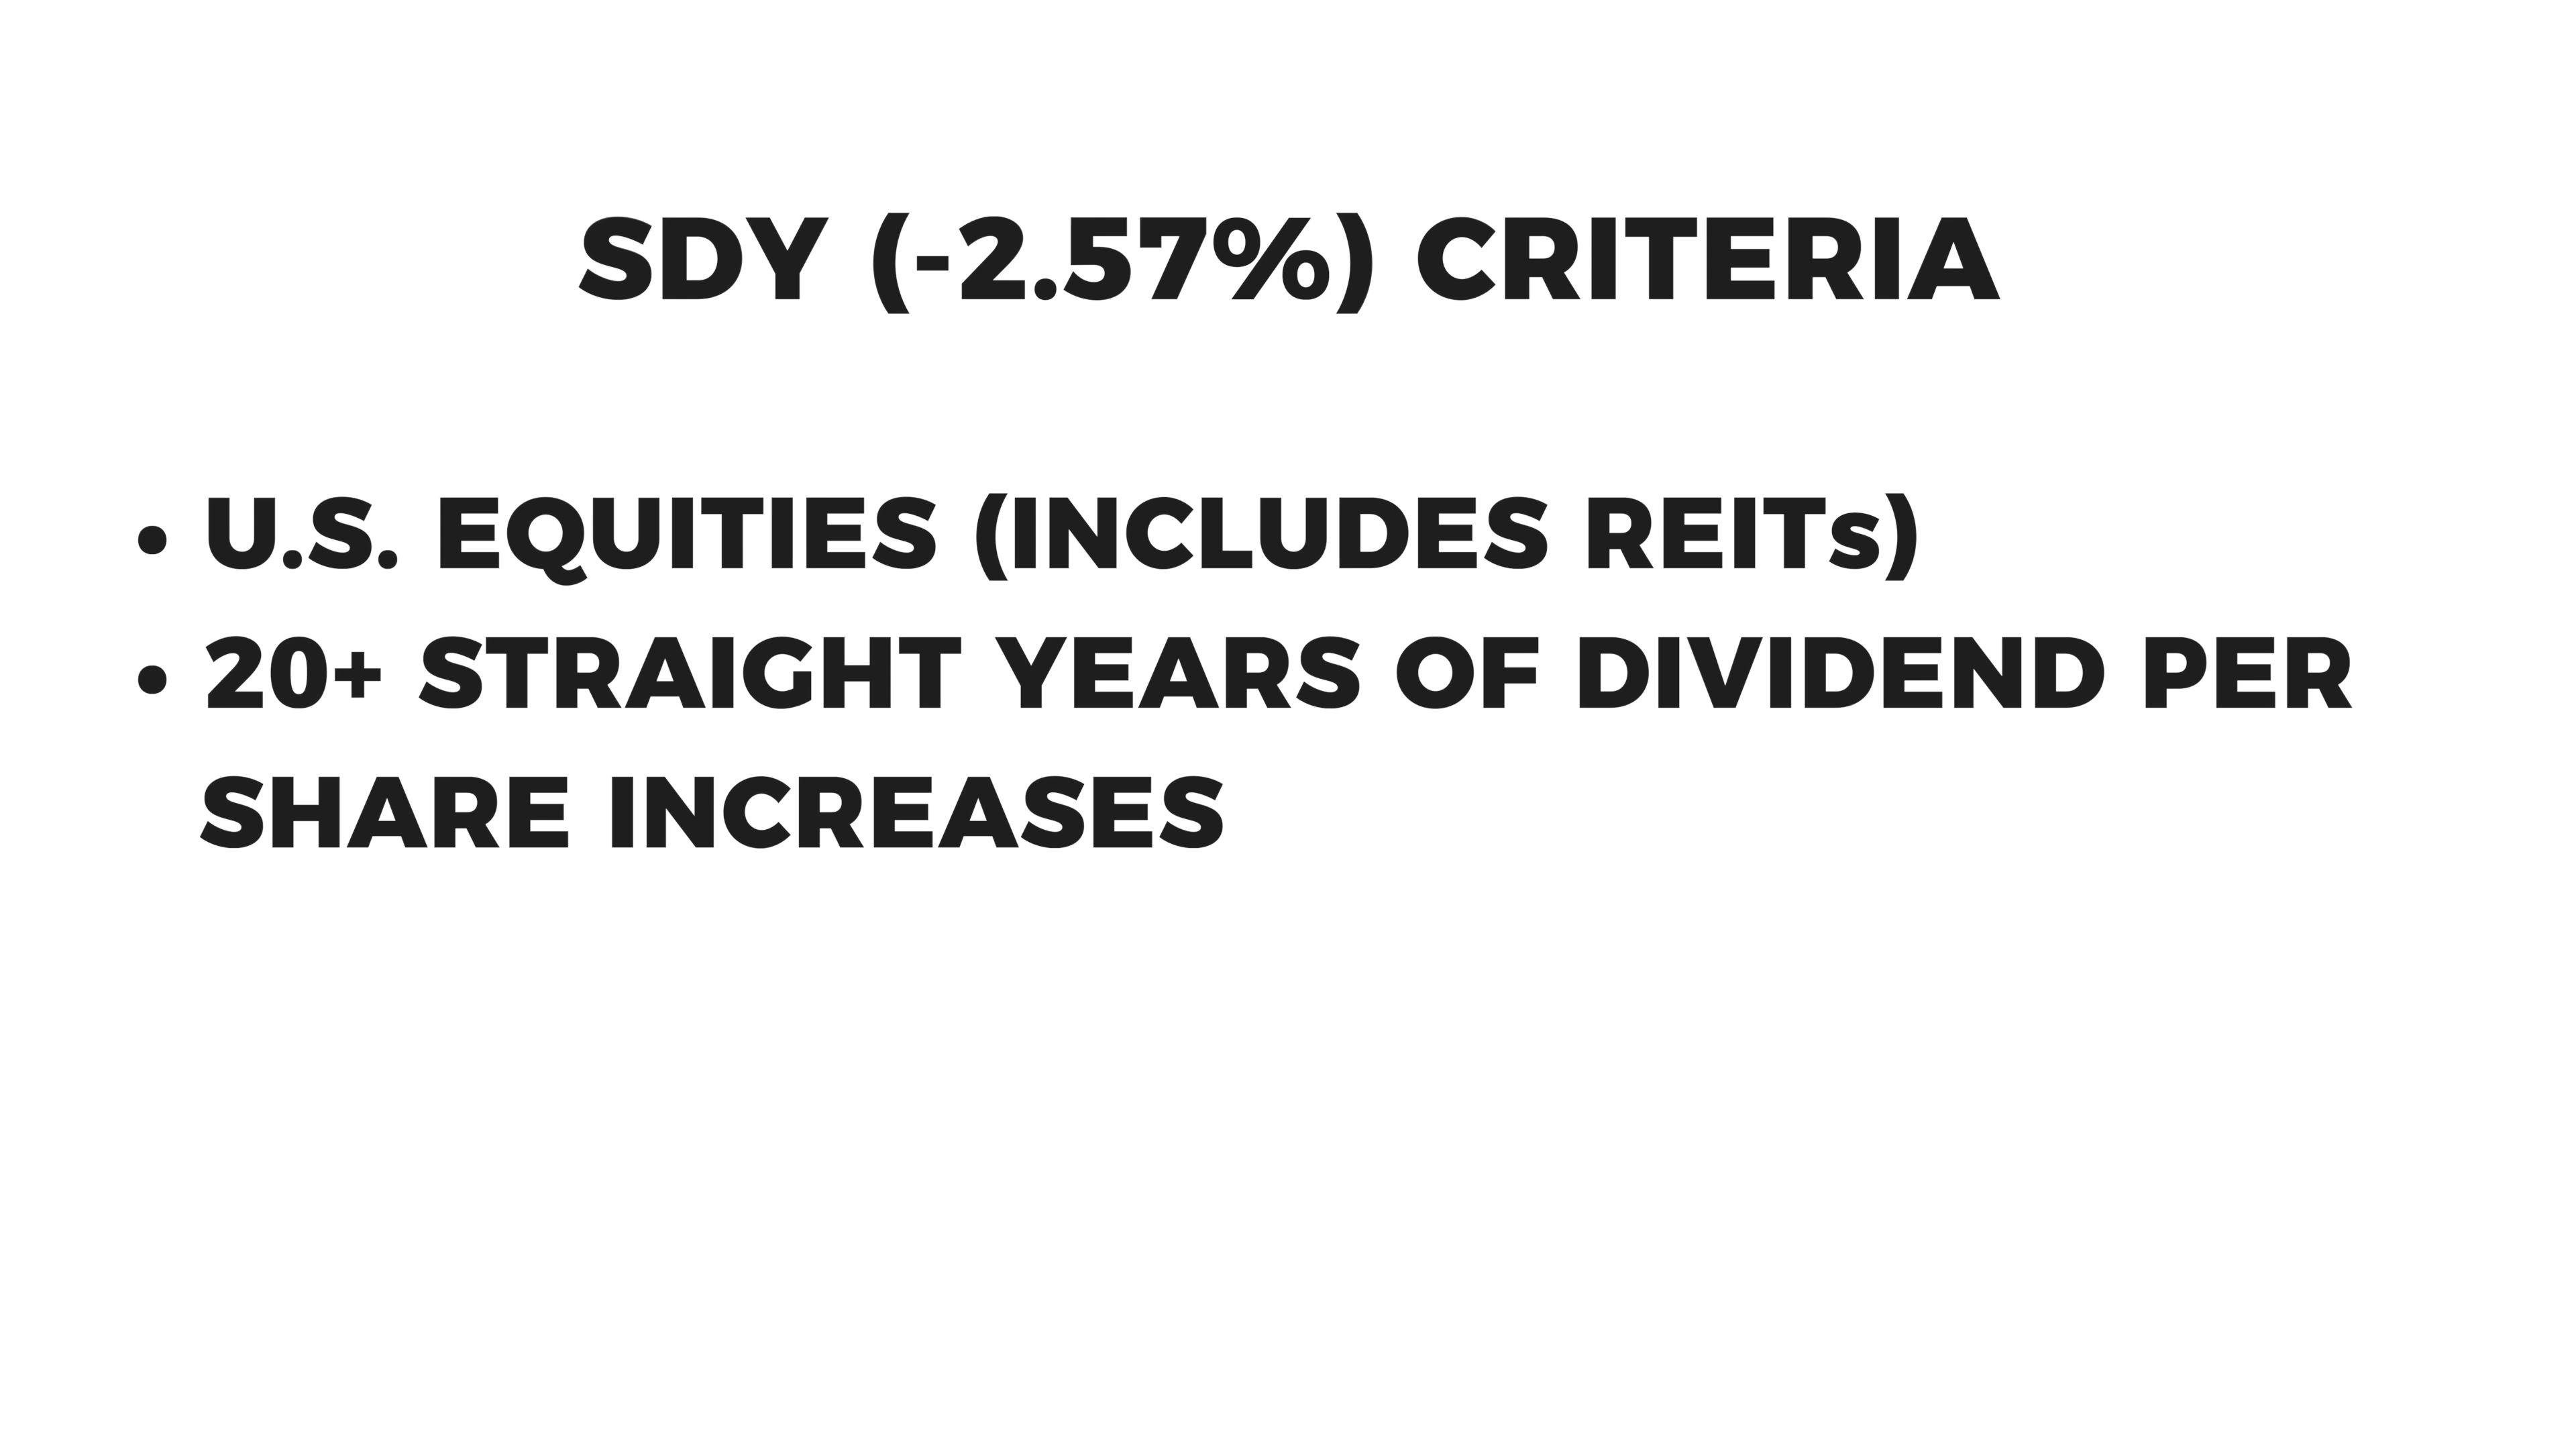 SDY (-2.57%) CRITERIA
• U.S. EQUITIES (INCLUDES REITs)
• 20+ STRAIGHT YEARS OF DIVIDEND PER
SHARE INCREASES